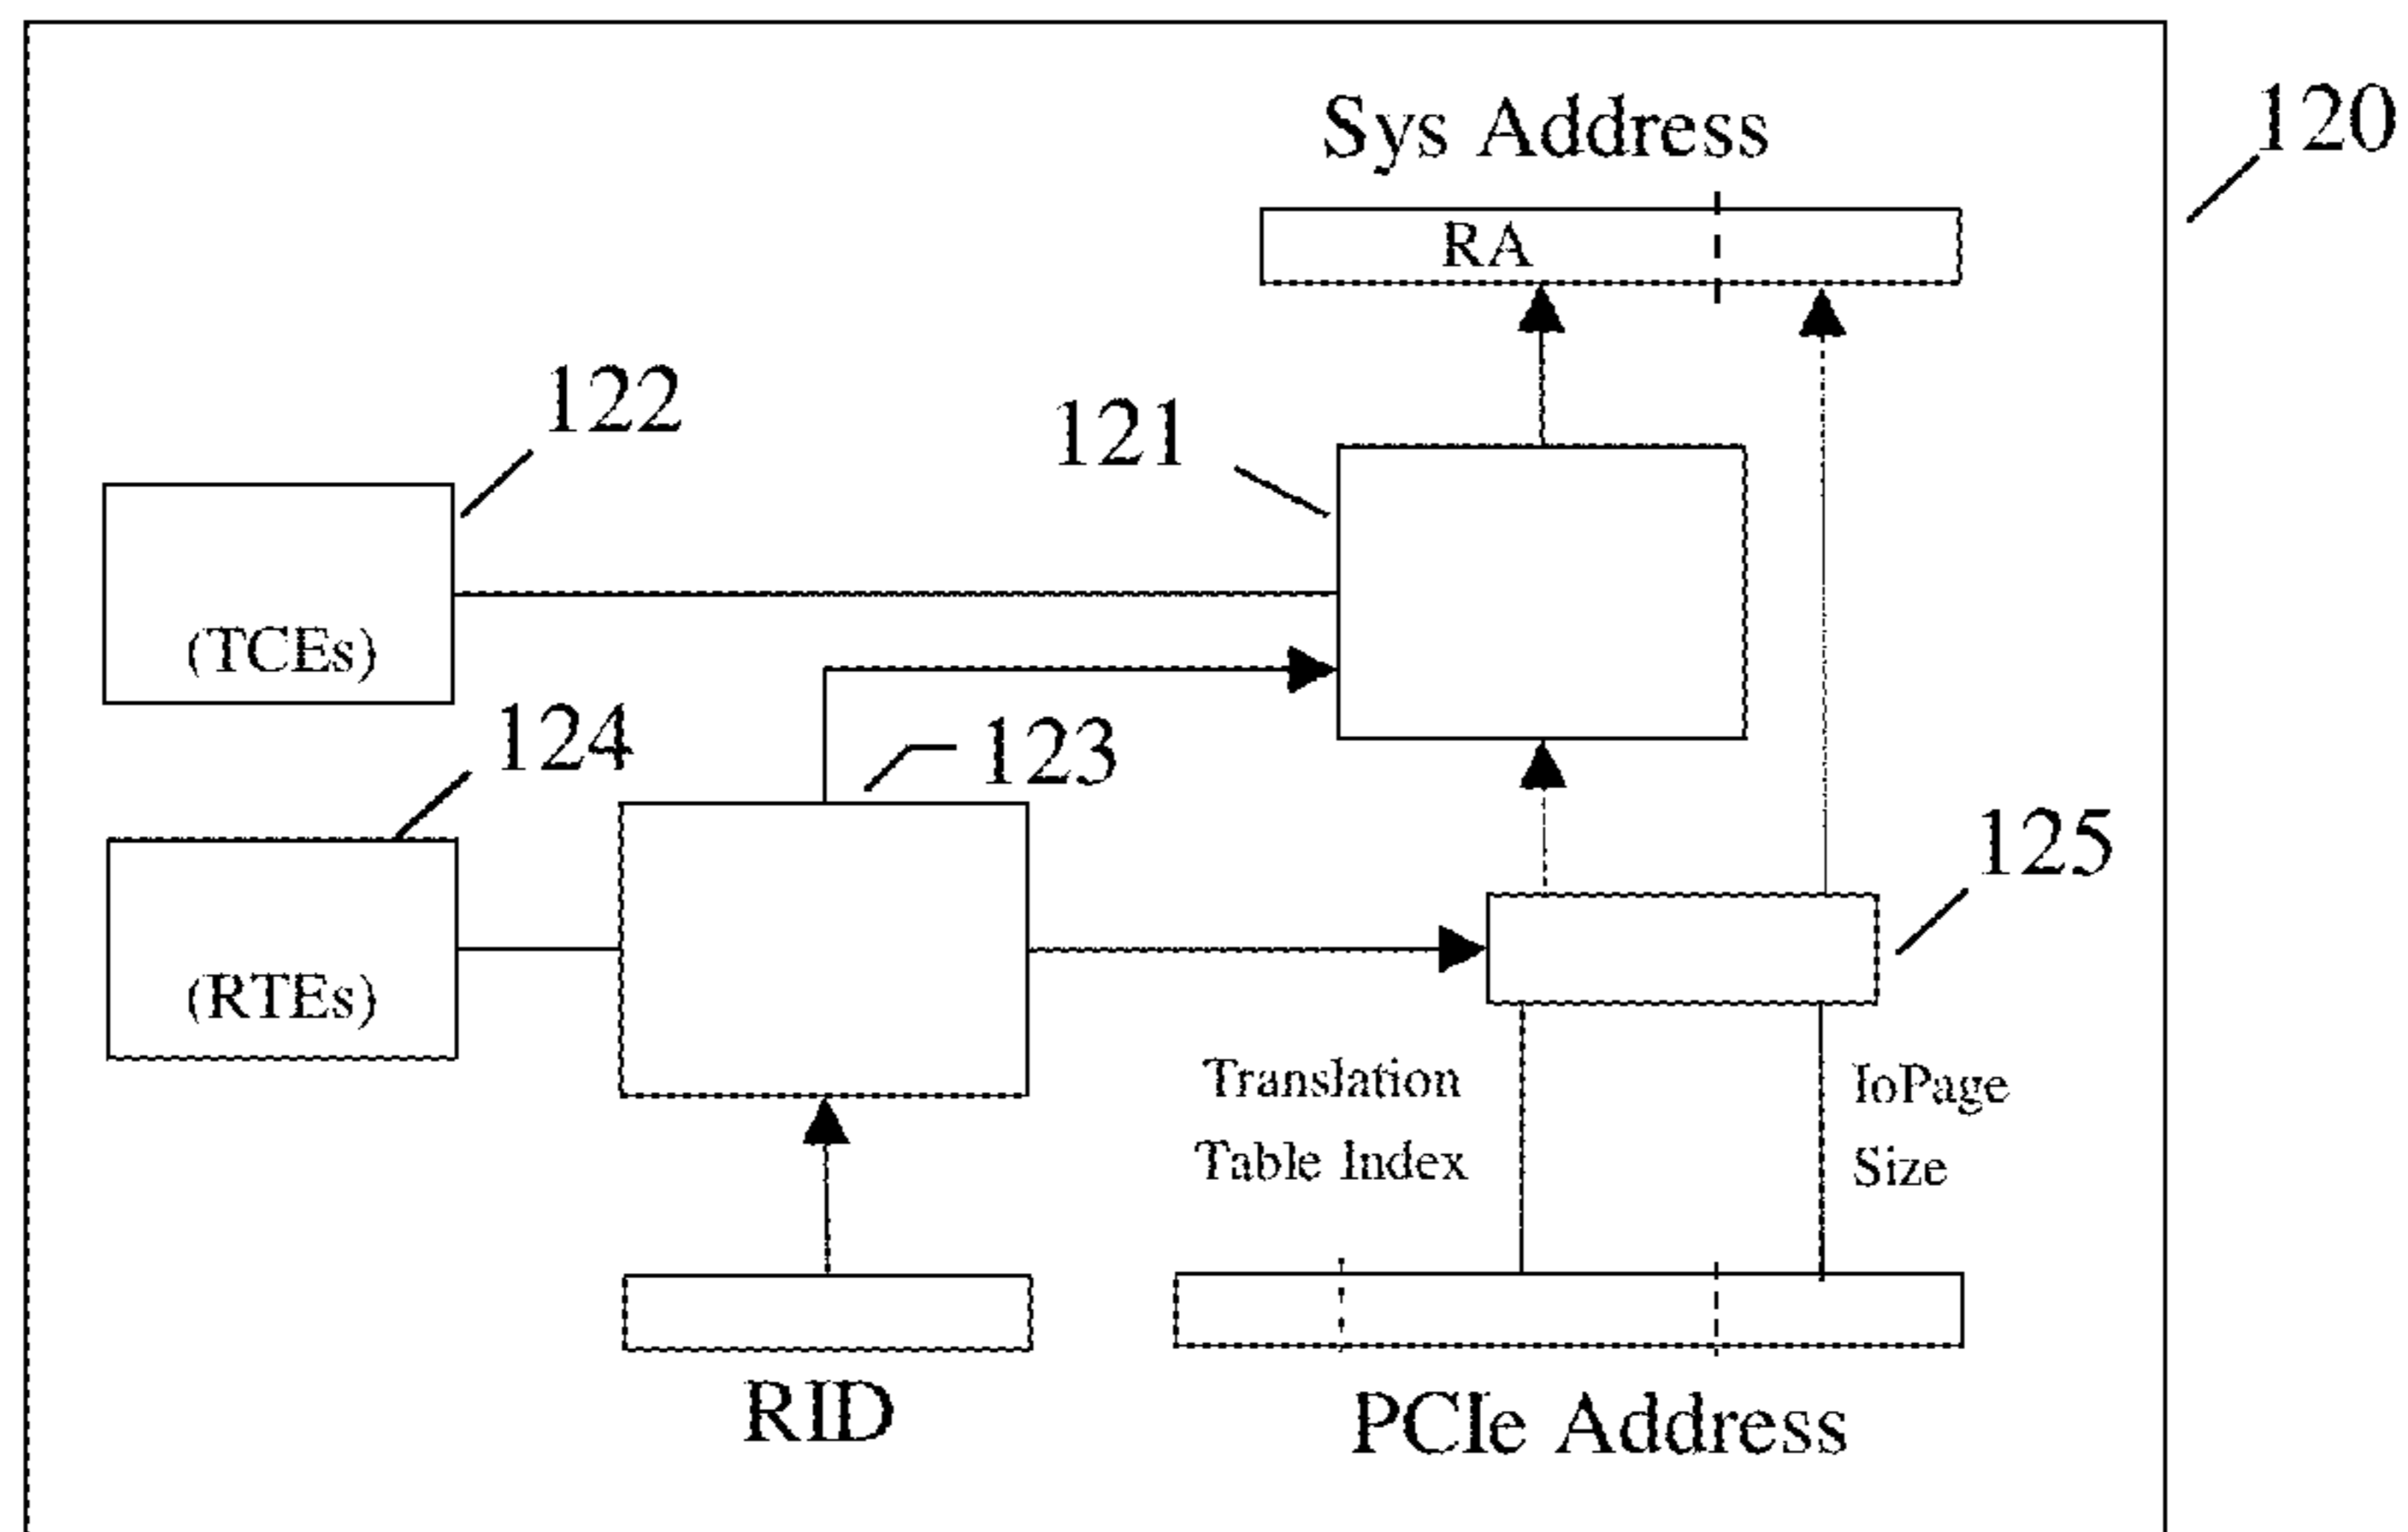 120
Sys Address
RA
122
121
(TCEs)
124
123
125
(RTEs)
Translation
Table Index
IoPage
Size
RID
PCIe Address